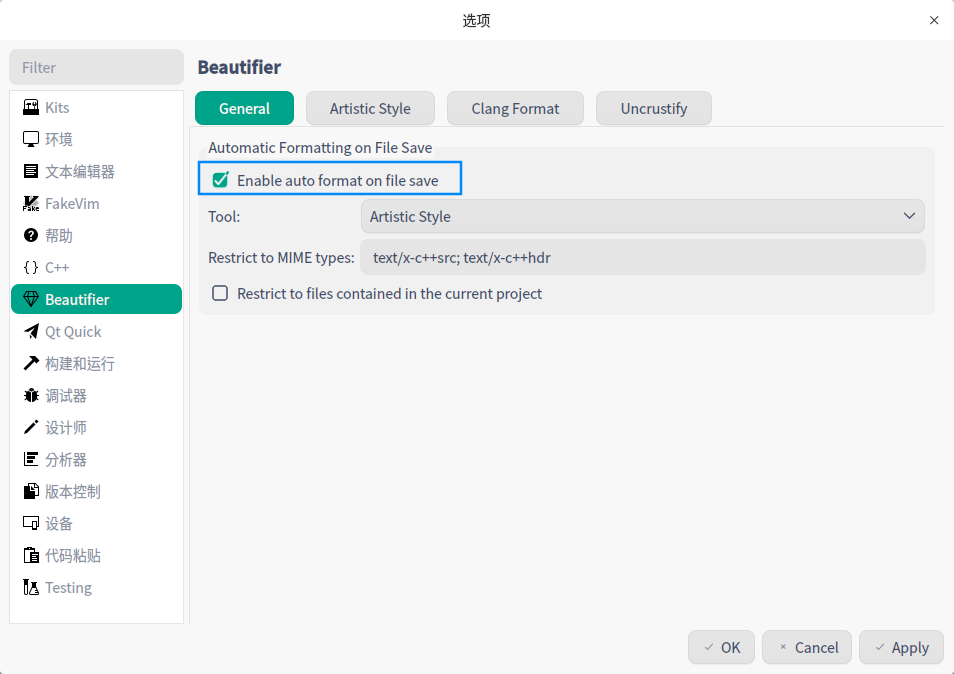 选项
Filter
Kits
环境
文本编辑器
FakeVim
帮助
C++
Beautifier
Qt Quick
构建和运行
调试器
设计师
分析器
版本控制
设备
代码粘贴
Testing
Beautifier
General Artistic Style Clang Format Uncrustify
Automatic Formatting on File Save
Enable auto format on file save
Tool: Artistic Style
Restrict to MIME types: text/x-c++src; text/x-c++hdr
Restrict to files contained in the current project
OK Cancel Apply